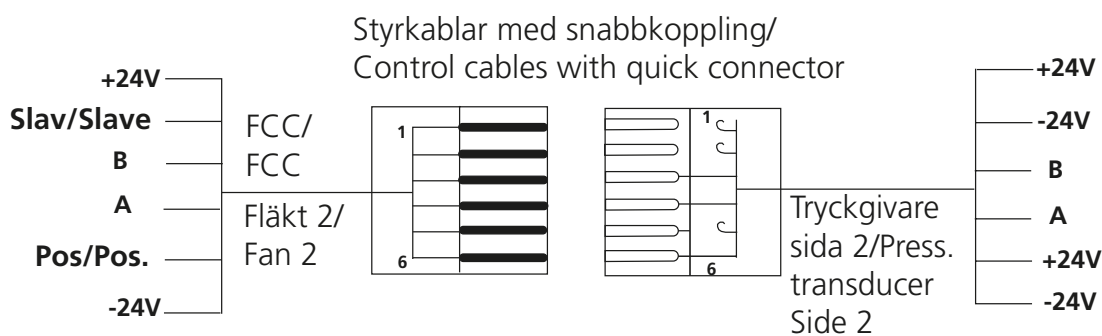 Styrkablar med snabbkoppling/
Control cables with quick connector
+24V
Slav/Slave
B
A
Pos/Pos.
-24V
FCC/
FCC
Fläkt 2/
Fan 2
1
6
1
6
Tryckgivare
sida 2/Press.
transducer
Side 2
+24V
-24V
B
A
+24V
-24V